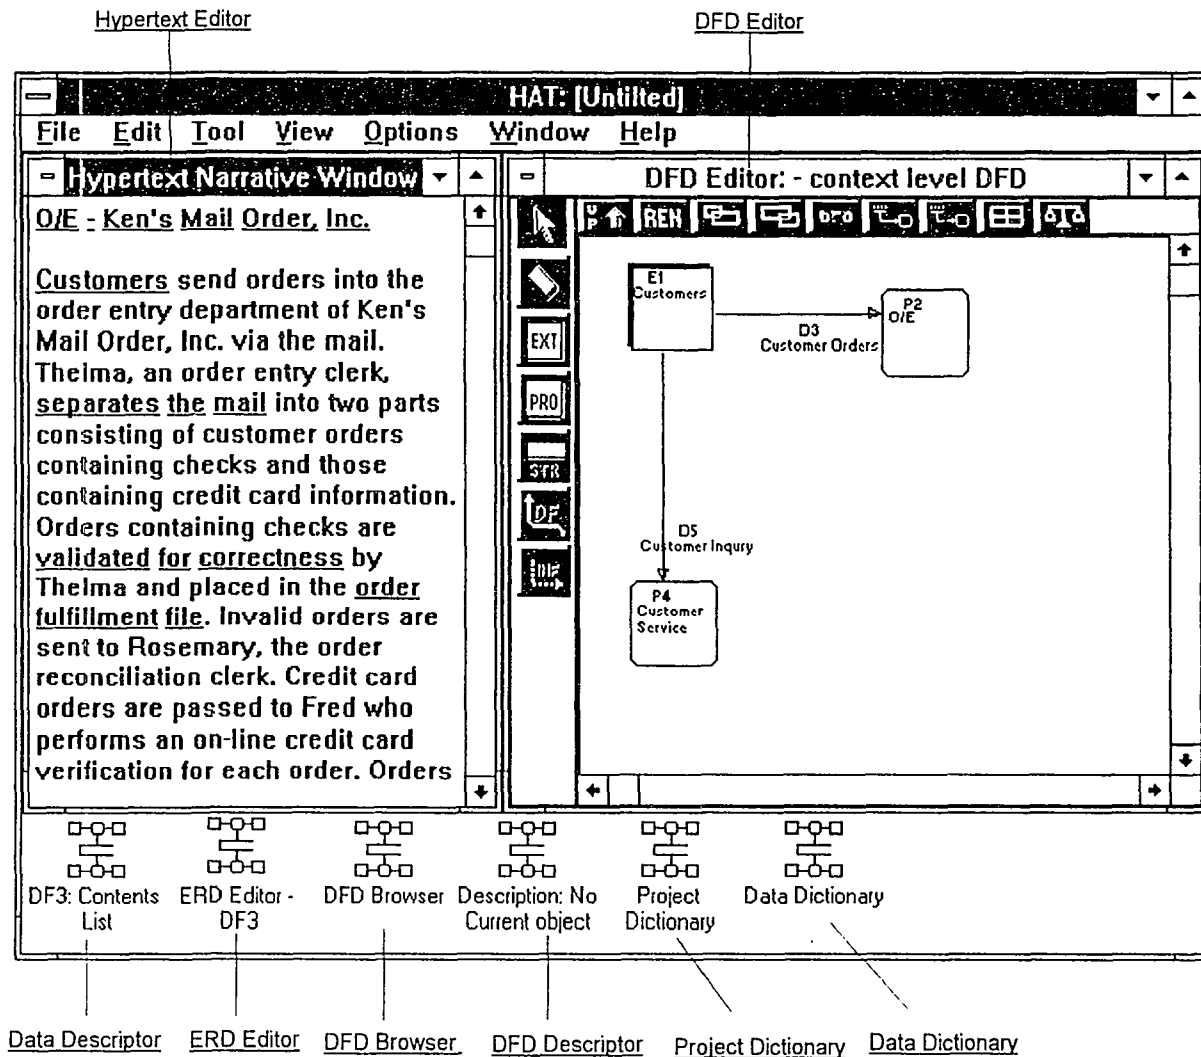 Hypertext Editor
DFD Editor
HAT: [Untilted]
File Edit Tool View Options Window Help
Hypertext Narrative Window
O/E - Ken's Mail Order, Inc.
Customers send orders into the
order entry department of Ken's
Mail Order, Inc. via the mail.
Thelma, an order entry clerk,
separates the mail into two parts
consisting of customer orders
containing checks and those
containing credit card information.
Orders containing checks are
validated for correctness by
Thelma and placed in the order
fulfillment file. Invalid orders are
sent to Rosemary, the order
reconciliation clerk. Credit card
orders are passed to Fred who
performs an on-line credit card
verification for each order. Orders
DFD Editor: - context level DFD
UP REN DFD
EXT
PRO
STR
DF
E1
Customers
P2
O/E
D3
Customer Orders
D5
Customer Inqury
P4
Customer
Service
DF3: Contents
List
ERD Editor -
DF3
DFD Browser
Description: No
Current object
Project
Dictionary
Data Dictionary
Data Descriptor
ERD Editor
DFD Browser
DFD Descriptor
Project Dictionary
Data Dictionary